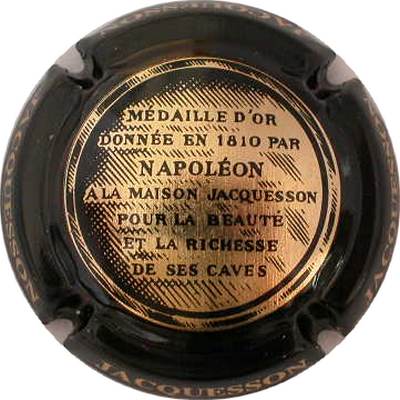 MÉDAILLE D'OR
DONNÉE EN 1810 PAR
NAPOLÉON
A LA MAISON JACQUESSON
POUR LA BEAUTÉ
ET LA RICHESSE
DE SES CAVES
JACQUESSON
JACQUESSON
JACQUESSON
JACQUESSON